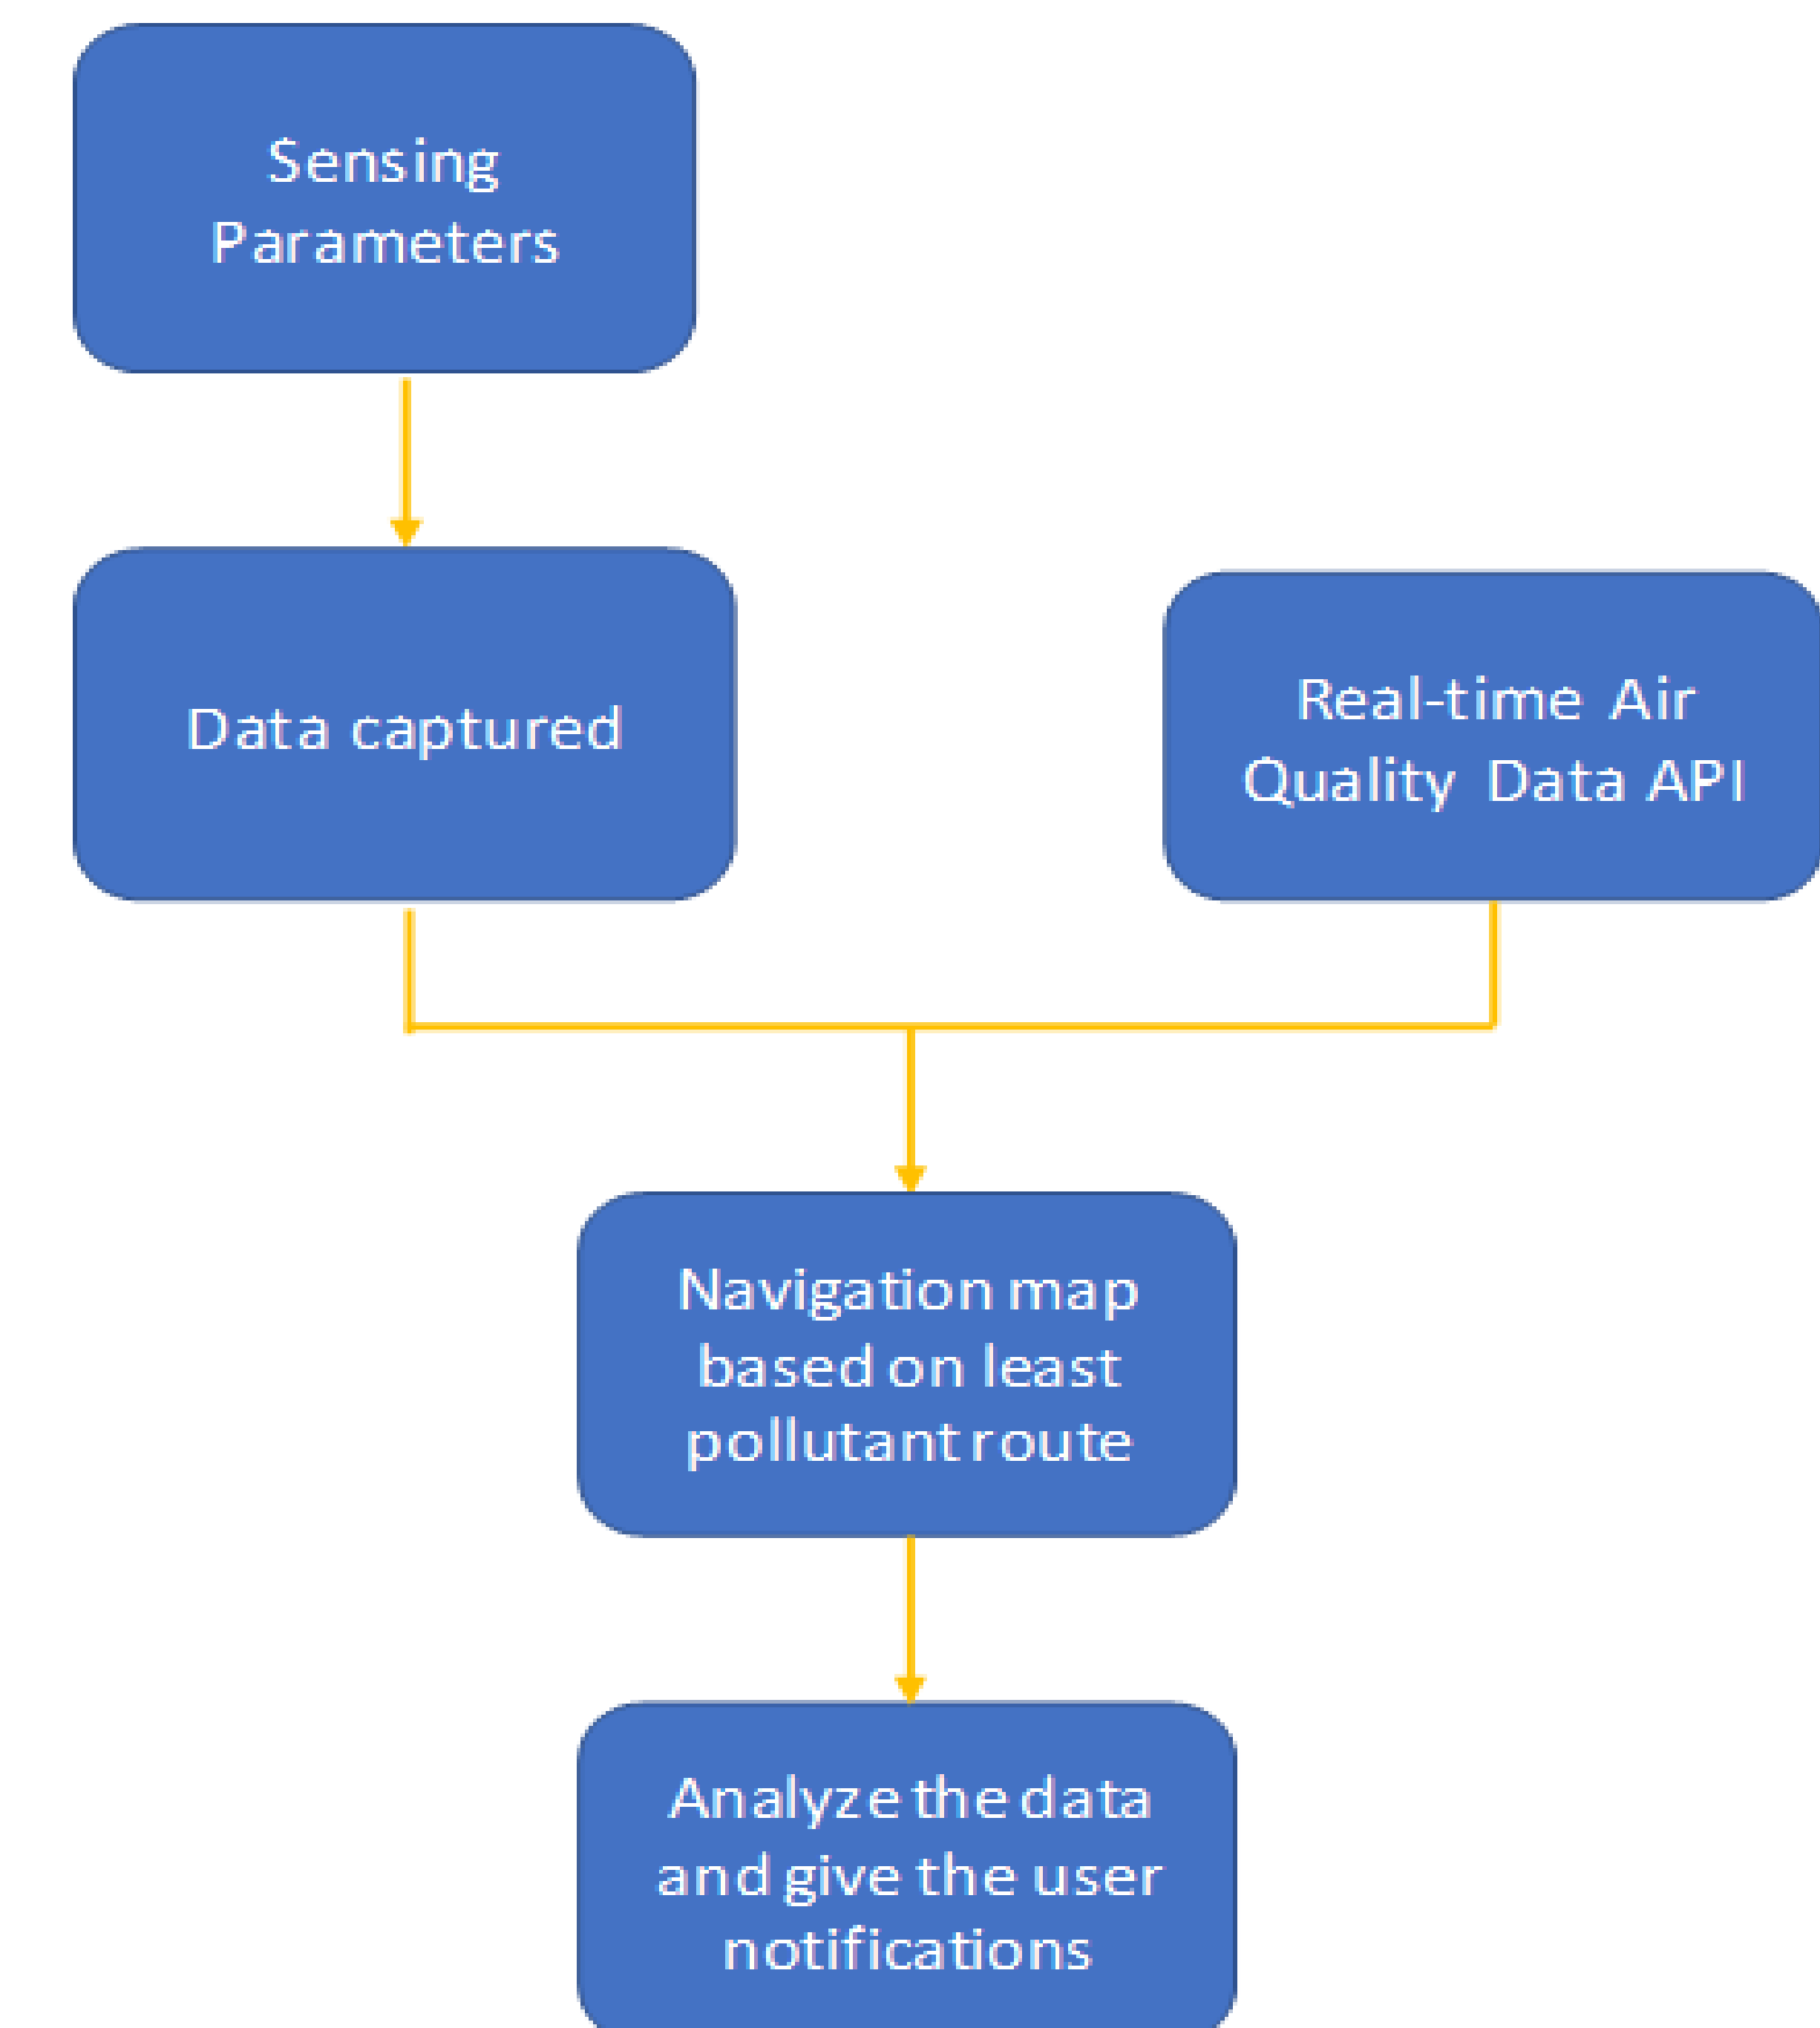 Sensing
Parameters
Data captured
Real-time Air
Quality Data API
Navigation map
based on least
pollutant route
Analyze the data
and give the user
notifications